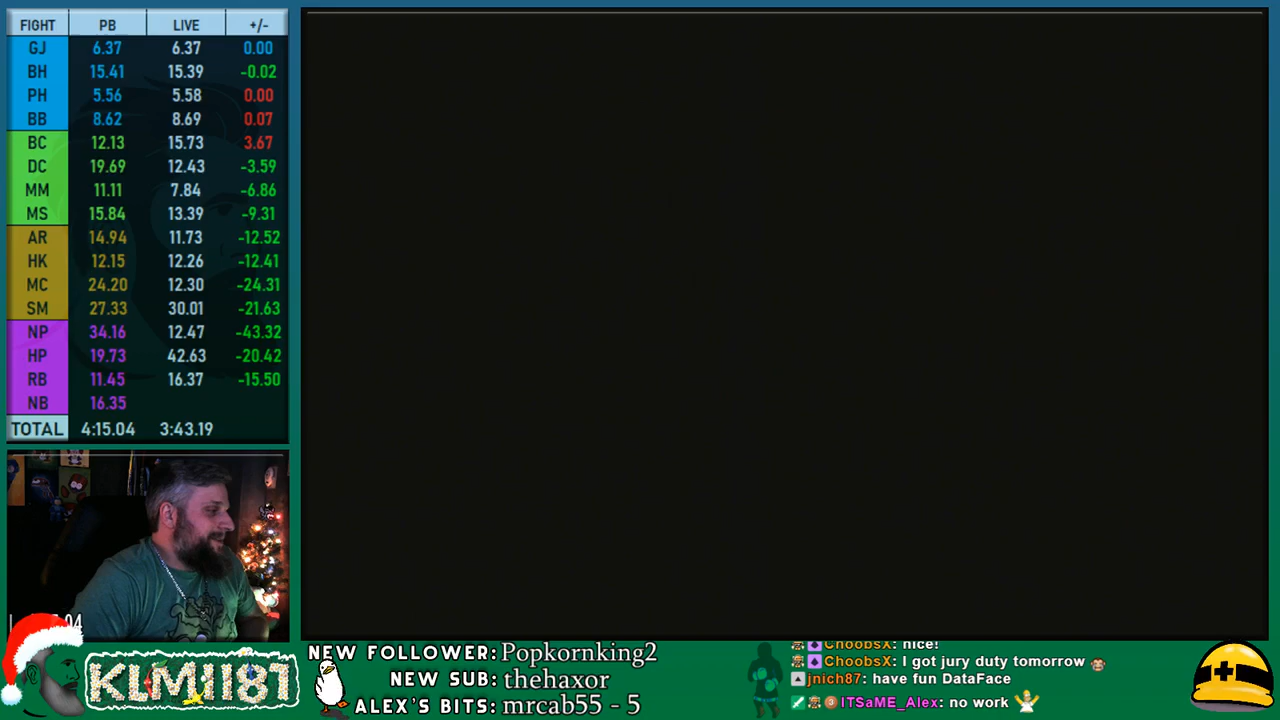 FIGHT PB LIVE +/-
GJ 6.37 6.37 0.00
BH 15.41 15.39 -0.02
PH 5.56 5.58 0.00
BB 8.62 8.69 0.07
BC 12.13 15.73 3.67
DC 19.69 12.43 -3.59
MM 11.11 7.84 -6.86
MS 15.84 13.39 -9.31
AR 14.94 11.73 -12.52
HK 12.15 12.26 -12.41
MC 24.20 12.30 -24.31
SM 27.33 30.01 -21.63
NP 34.16 12.47 -43.32
HP 19.73 42.63 -20.42
RB 11.45 16.37 -15.50
NB 16.35
TOTAL 4:15.04 3:43.19
KLMII87
NEW FOLLOWER: Popkornking2
NEW SUB: thehaxor
ALEX'S BITS: mrcab55 - 5
ChoobsX: nice!
ChoobsX: I got jury duty tomorrow
jnich87: have fun DataFace
ITSaME_Alex: no work